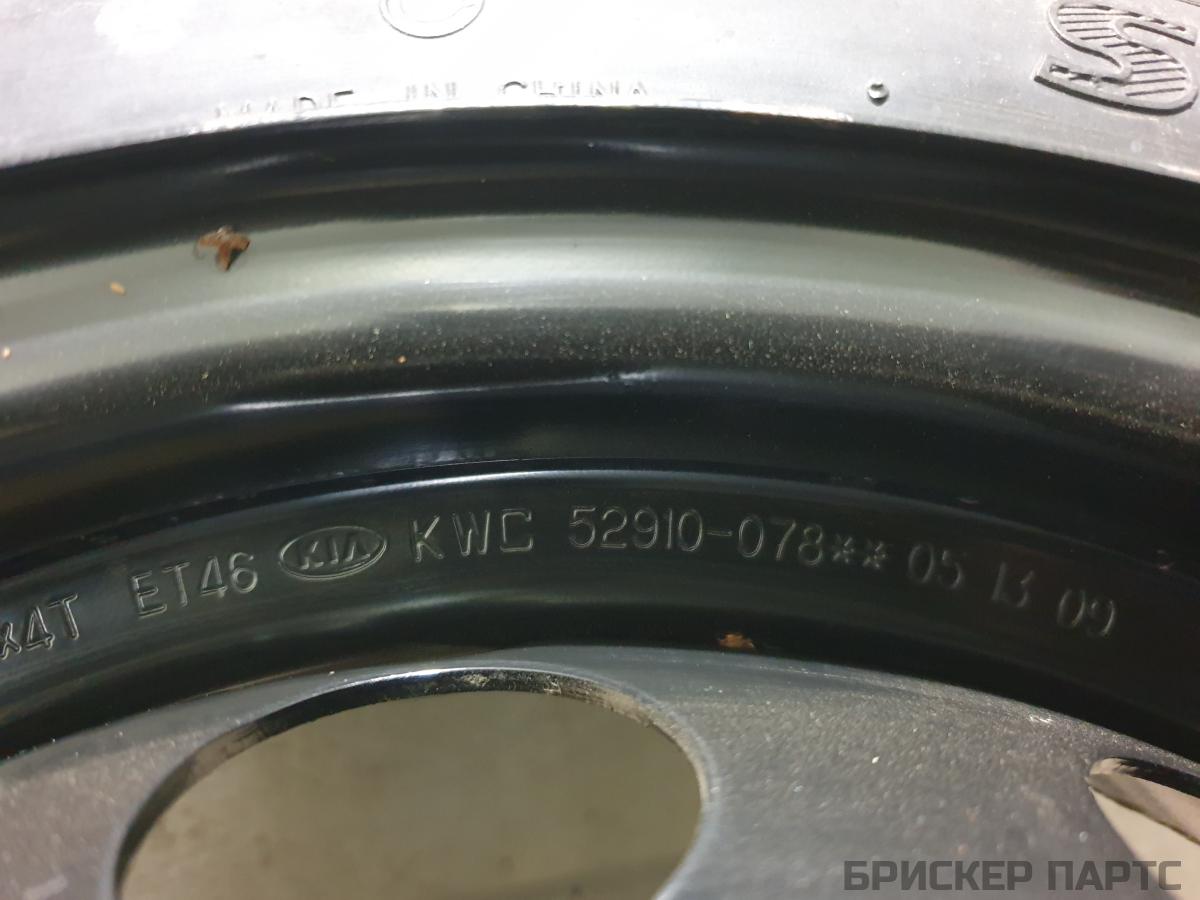 MADE IN CHINA
x4T ET46 KIA KWC 52910-078** 05 13 09
БРИСКЕР ПАРТС